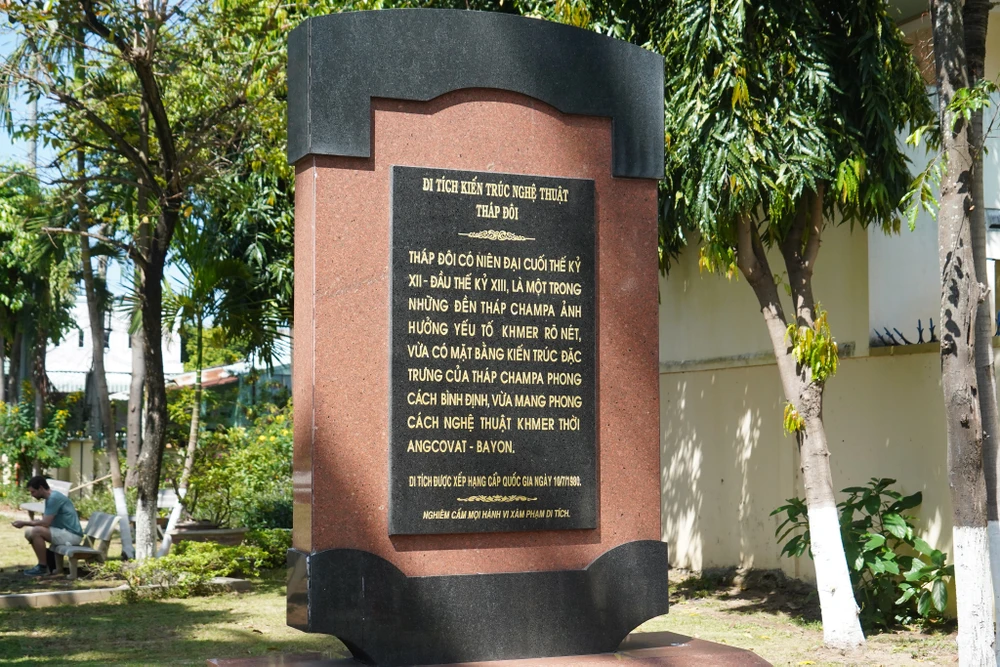 DI TÍCH KIẾN TRÚC NGHỆ THUẬT
THÁP ĐÔI
THÁP ĐÔI CÓ NIÊN ĐẠI CUỐI THẾ KỶ
XII - ĐẦU THẾ KỶ XIII, LÀ MỘT TRONG
NHỮNG ĐỀN THÁP CHAMPA ẢNH
HƯỞNG YẾU TỐ KHMER RÕ NÉT,
VỪA CÓ MẶT BẰNG KIẾN TRÚC ĐẶC
TRƯNG CỦA THÁP CHAMPA PHONG
CÁCH BÌNH ĐỊNH, VỪA MANG PHONG
CÁCH NGHỆ THUẬT KHMER THỜI
ANGCOVAT - BAYON.
DI TÍCH ĐƯỢC XẾP HẠNG CẤP QUỐC GIA NGÀY 10/7/1980.
NGHIÊM CẤM MỌI HÀNH VI XÂM PHẠM DI TÍCH.